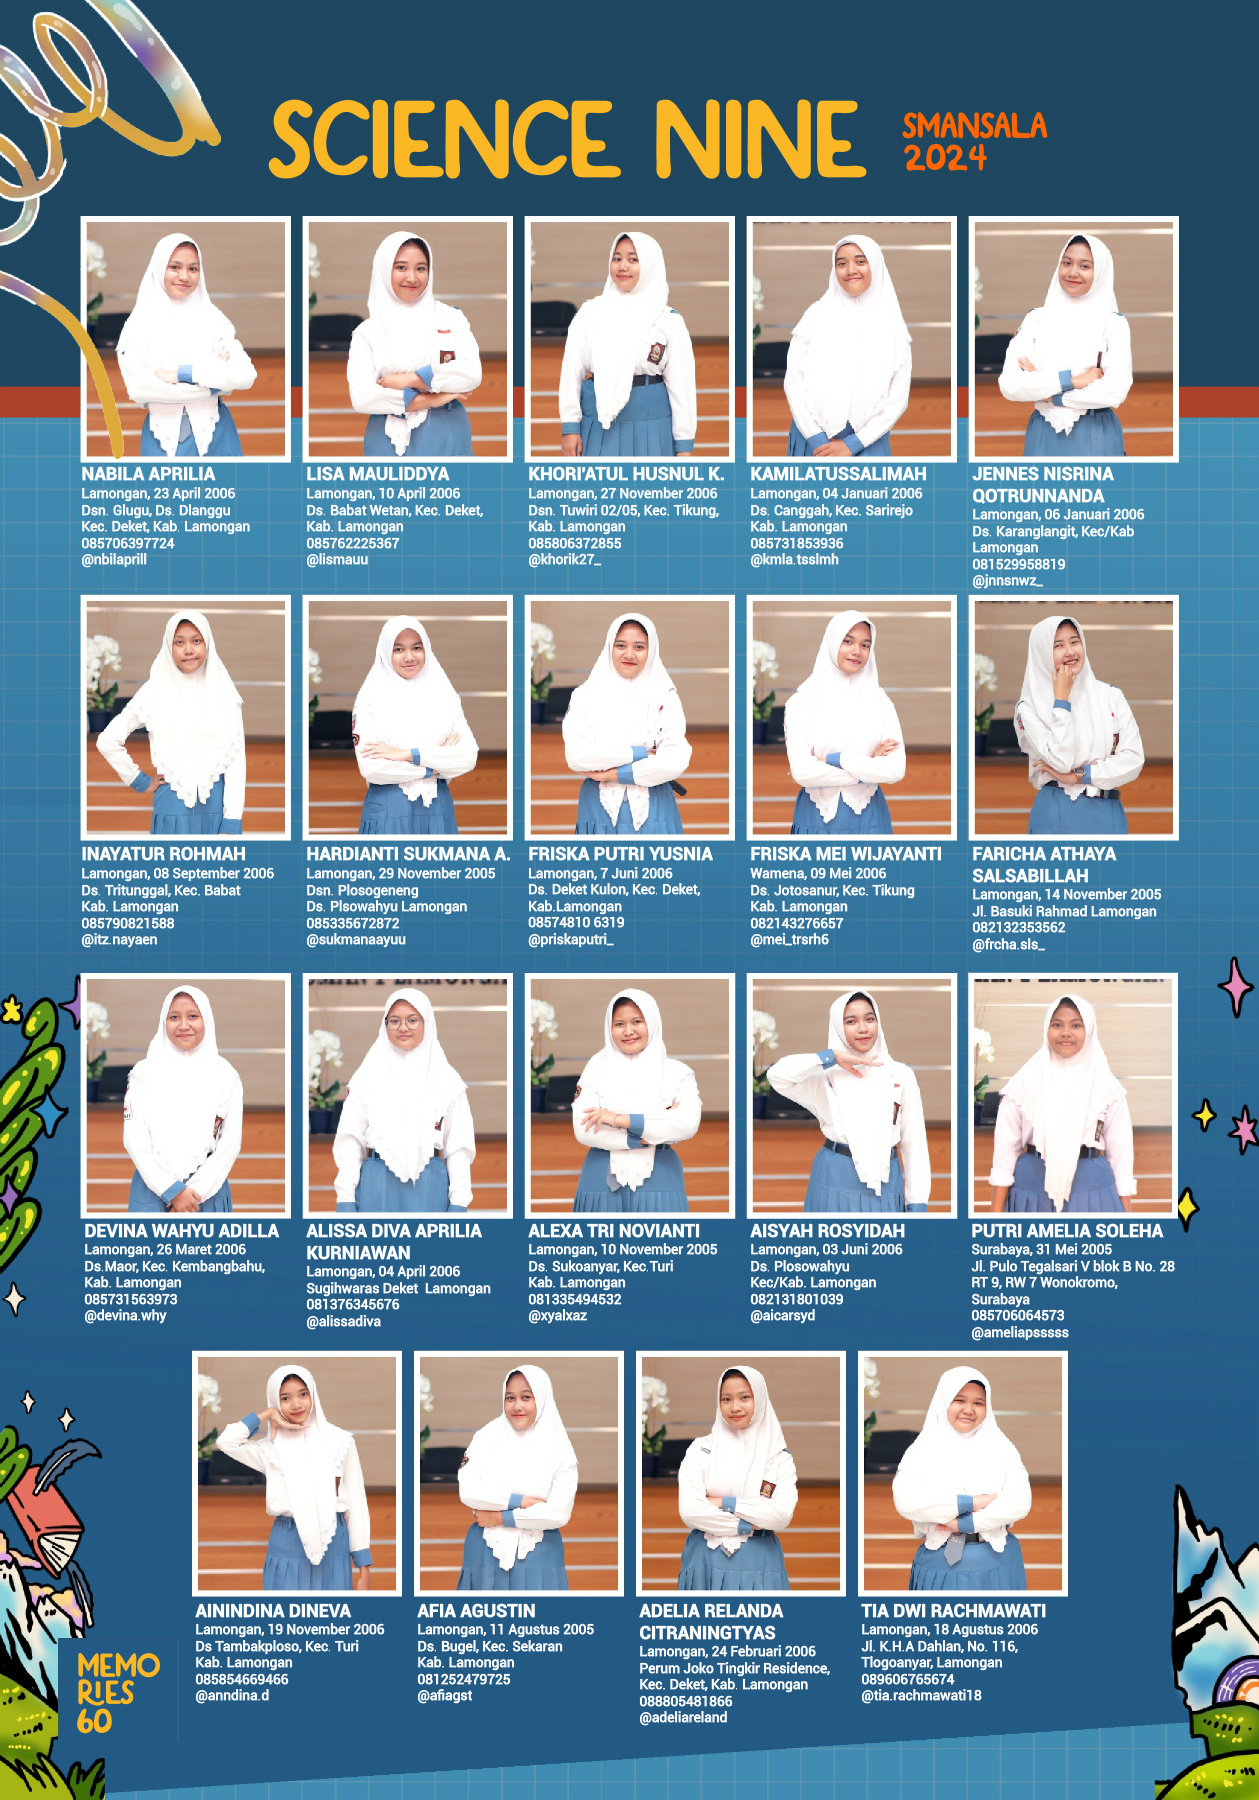 SCIENCE NINE
SMANSALA
2024
NABILA APRILIA
Lamongan, 23 April 2006
Dsn. Glugu, Ds. Dlanggu
Kec. Deket, Kab. Lamongan
085706397724
@nbilaprill
LISA MAULIDDYA
Lamongan, 10 April 2006
Ds. Babat Wetan, Kec. Deket,
Kab. Lamongan
085762225367
@lismauu
KHORI'ATUL HUSNUL K.
Lamongan, 27 November 2006
Dsn. Tuwiri 02/05, Kec. Tikung,
Kab. Lamongan
085806372855
@khorik27_
KAMILATUSSALIMAH
Lamongan, 04 Januari 2006
Ds. Canggah, Kec. Sarirejo
Kab. Lamongan
085731853936
@kmla.tsslmh
JENNES NISRINA
QOTRUNNANDA
Lamongan, 06 Januari 2006
Ds. Karanglangit, Kec/Kab
Lamongan
081529958819
@jnnsnwz_
INAYATUR ROHMAH
Lamongan, 08 September 2006
Ds. Tritunggal, Kec. Babat
Kab. Lamongan
085790821588
@itz.nayaen
HARDIANTI SUKMANA A.
Lamongan, 29 November 2005
Dsn. Plosogeneng
Ds. Plsowahyu Lamongan
085335672872
@sukmanaayuu
FRISKA PUTRI YUSNIA
Lamongan, 7 Juni 2006
Ds. Deket Kulon, Kec. Deket,
Kab.Lamongan
08574810 6319
@priskaputri_
FRISKA MEI WIJAYANTI
Wamena, 09 Mei 2006
Ds. Jotosanur, Kec. Tikung
Kab. Lamongan
082143276657
@mei_trsrh6
FARICHA ATHAYA
SALSABILLAH
Lamongan, 14 November 2005
Jl. Basuki Rahmad Lamongan
082132353562
@frcha.sls_
DEVINA WAHYU ADILLA
Lamongan, 26 Maret 2006
Ds.Maor, Kec. Kembangbahu,
Kab. Lamongan
085731563973
@devina.why
ALISSA DIVA APRILIA
KURNIAWAN
Lamongan, 04 April 2006
Sugihwaras Deket  Lamongan
081376345676
@alissadiva
ALEXA TRI NOVIANTI
Lamongan, 10 November 2005
Ds. Sukoanyar, Kec.Turi
Kab. Lamongan
081335494532
@xyalxaz
AISYAH ROSYIDAH
Lamongan, 03 Juni 2006
Ds. Plosowahyu
Kec/Kab. Lamongan
082131801039
@aicarsyd
PUTRI AMELIA SOLEHA
Surabaya, 31 Mei 2005
Jl. Pulo Tegalsari V blok B No. 28
RT 9, RW 7 Wonokromo,
Surabaya
085706064573
@ameliapsssss
AININDINA DINEVA
Lamongan, 19 November 2006
Ds Tambakploso, Kec. Turi
Kab. Lamongan
085854669466
@anndina.d
AFIA AGUSTIN
Lamongan, 11 Agustus 2005
Ds. Bugel, Kec. Sekaran
Kab. Lamongan
081252479725
@afiagst
ADELIA RELANDA
CITRANINGTYAS
Lamongan, 24 Februari 2006
Perum Joko Tingkir Residence,
Kec. Deket, Kab. Lamongan
088805481866
@adeliareland
TIA DWI RACHMAWATI
Lamongan, 18 Agustus 2006
Jl. K.H.A Dahlan, No. 116,
Tlogoanyar, Lamongan
089606765674
@tia.rachmawati18
MEMO
RIES
60